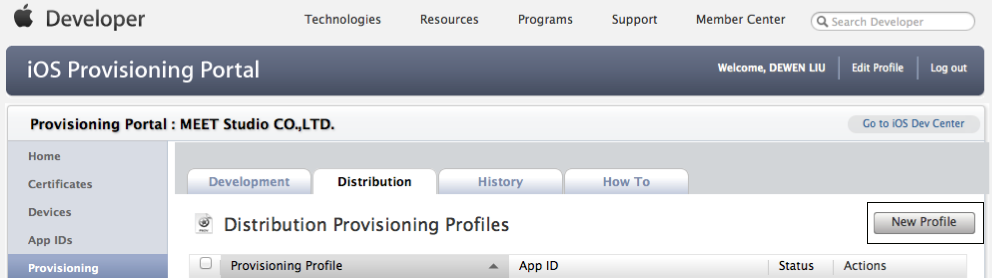 Developer
Technologies Resources Programs Support Member Center Search Developer
iOS Provisioning Portal
Welcome, DEWEN LIU Edit Profile Log out
Provisioning Portal : MEET Studio CO.,LTD.
Go to iOS Dev Center
Home
Certificates
Devices
App IDs
Provisioning
Development Distribution History How To
Distribution Provisioning Profiles
New Profile
Provisioning Profile App ID Status Actions